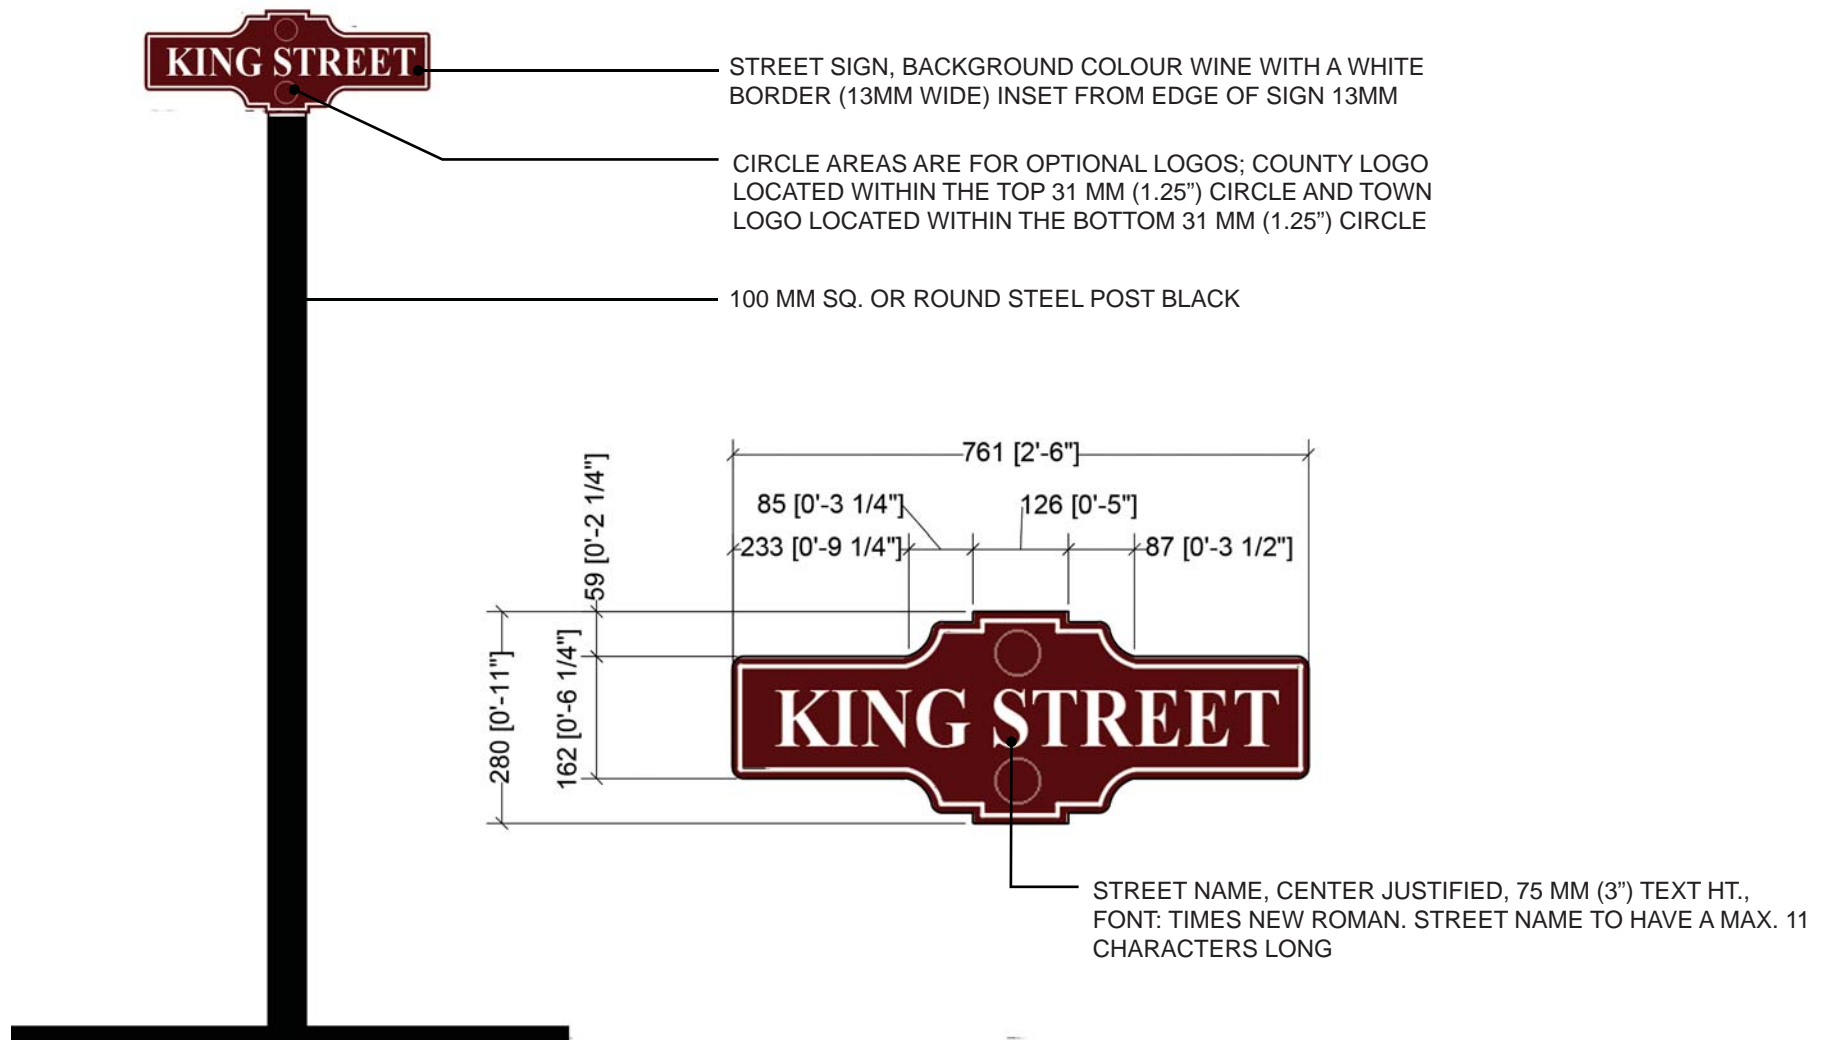 KING STREET
STREET SIGN, BACKGROUND COLOUR WINE WITH A WHITE
BORDER (13MM WIDE) INSET FROM EDGE OF SIGN 13MM
CIRCLE AREAS ARE FOR OPTIONAL LOGOS; COUNTY LOGO
LOCATED WITHIN THE TOP 31 MM (1.25”) CIRCLE AND TOWN
LOGO LOCATED WITHIN THE BOTTOM 31 MM (1.25”) CIRCLE
100 MM SQ. OR ROUND STEEL POST BLACK
761 [2'-6"]
85 [0'-3 1/4"]
126 [0'-5"]
233 [0'-9 1/4"]
87 [0'-3 1/2"]
59 [0'-2 1/4"]
280 [0'-11"]
162 [0'-6 1/4"]
KING STREET
STREET NAME, CENTER JUSTIFIED, 75 MM (3”) TEXT HT.,
FONT: TIMES NEW ROMAN. STREET NAME TO HAVE A MAX. 11
CHARACTERS LONG